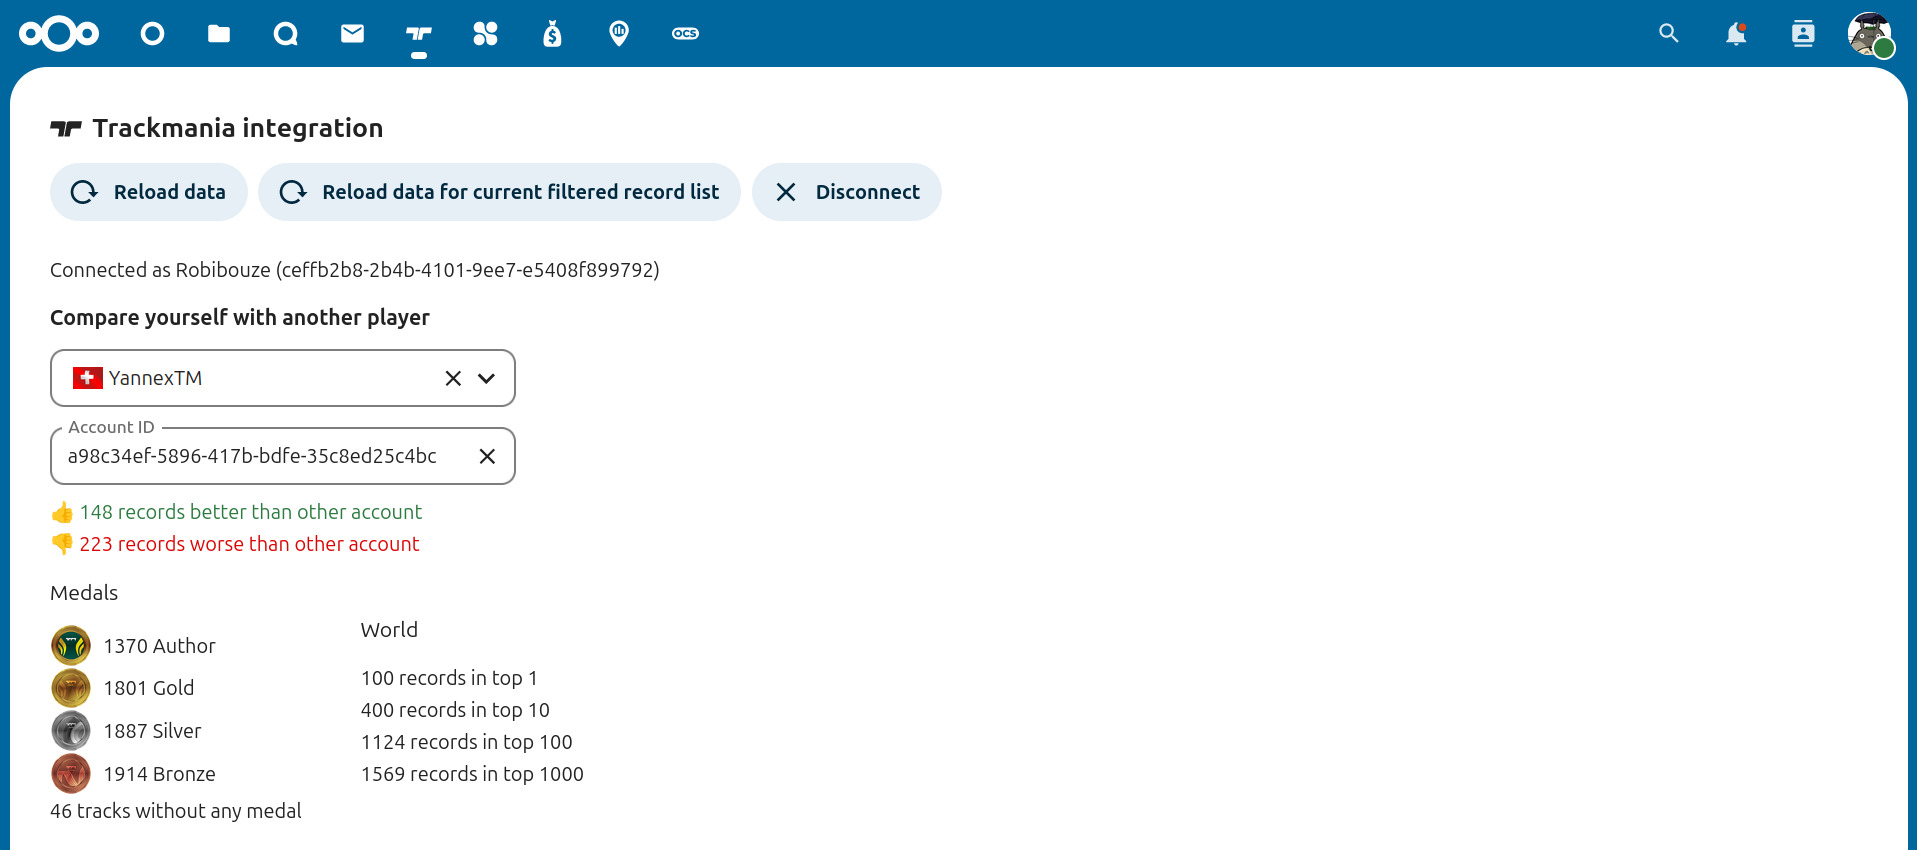 OCS
Trackmania integration
Reload data
Reload data for current filtered record list
Disconnect
Connected as Robibouze (ceffb2b8-2b4b-4101-9ee7-e5408f899792)
Compare yourself with another player
YannexTM
Account ID
a98c34ef-5896-417b-bdfe-35c8ed25c4bc
👍 148 records better than other account
👎 223 records worse than other account
Medals
1370 Author
1801 Gold
1887 Silver
1914 Bronze
46 tracks without any medal
World
100 records in top 1
400 records in top 10
1124 records in top 100
1569 records in top 1000